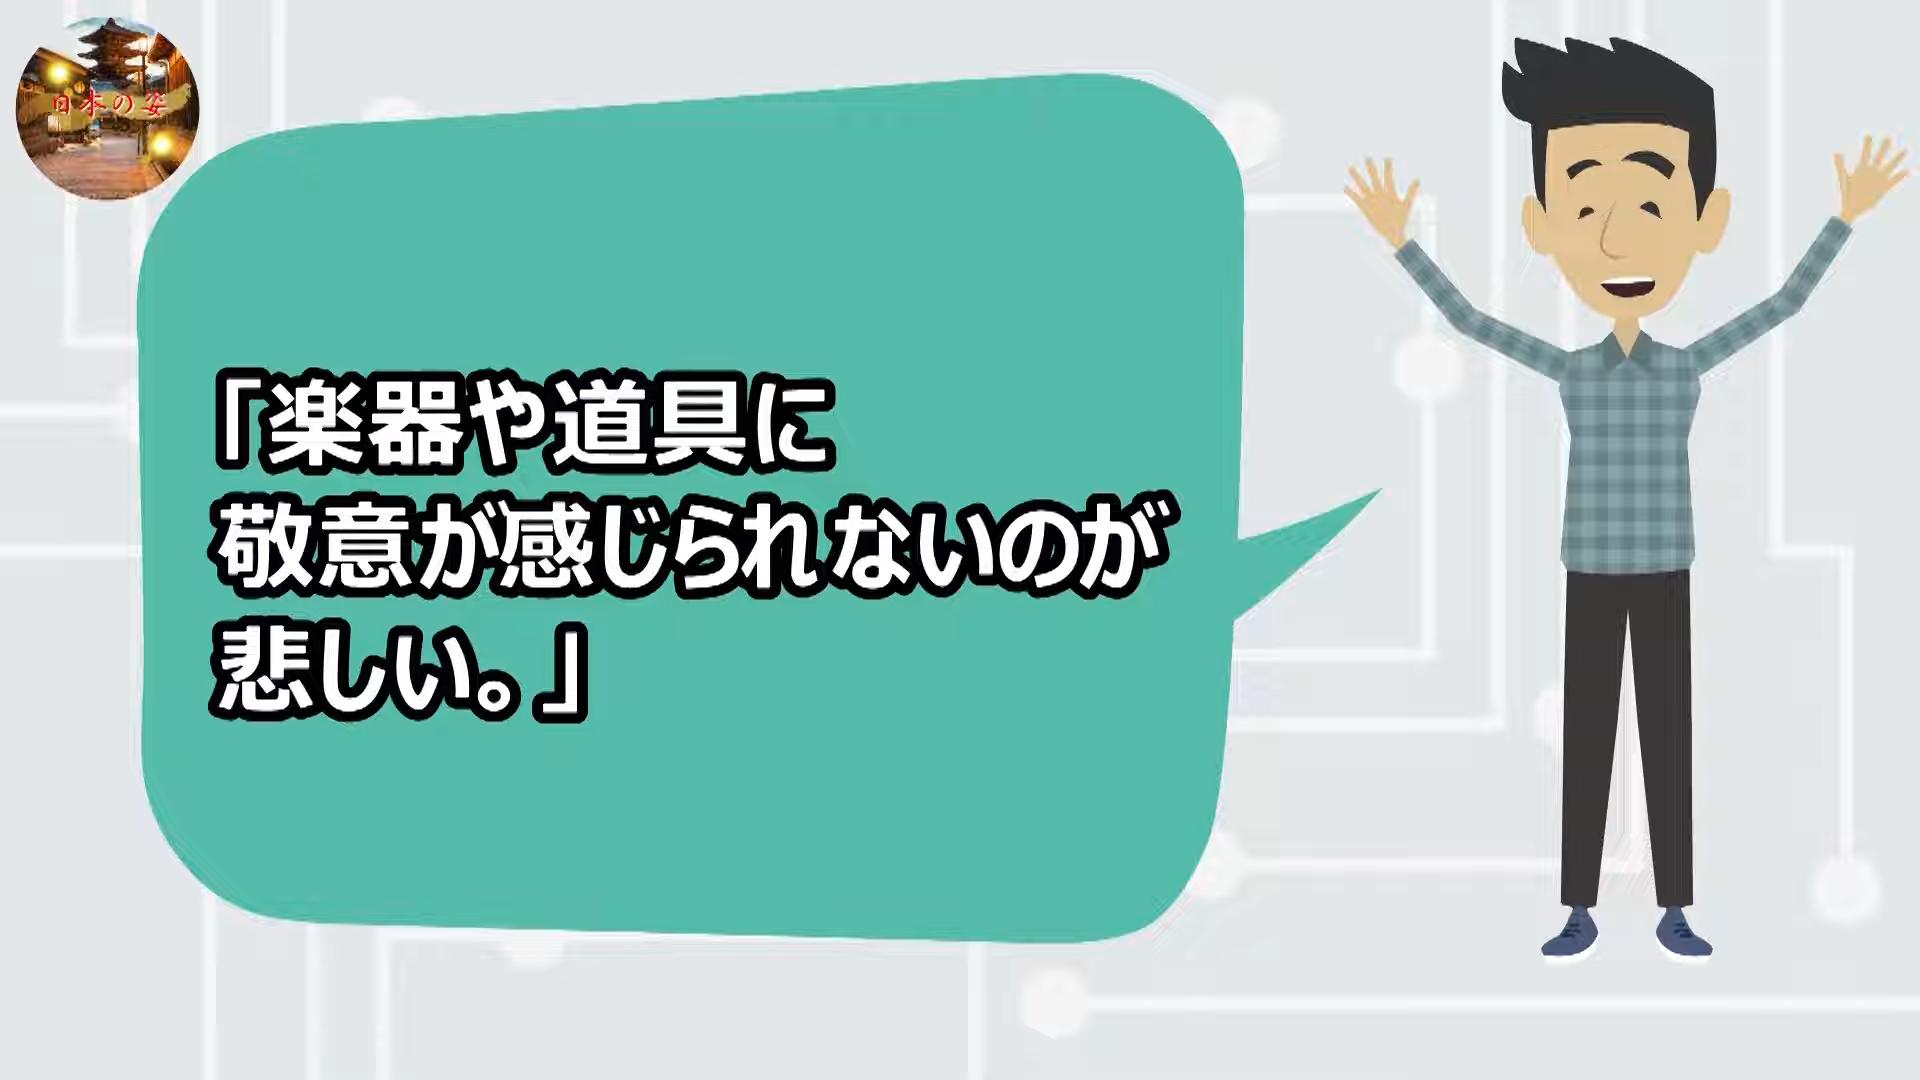 日本の姿
「楽器や道具に
敬意が感じられないのが
悲しい。」